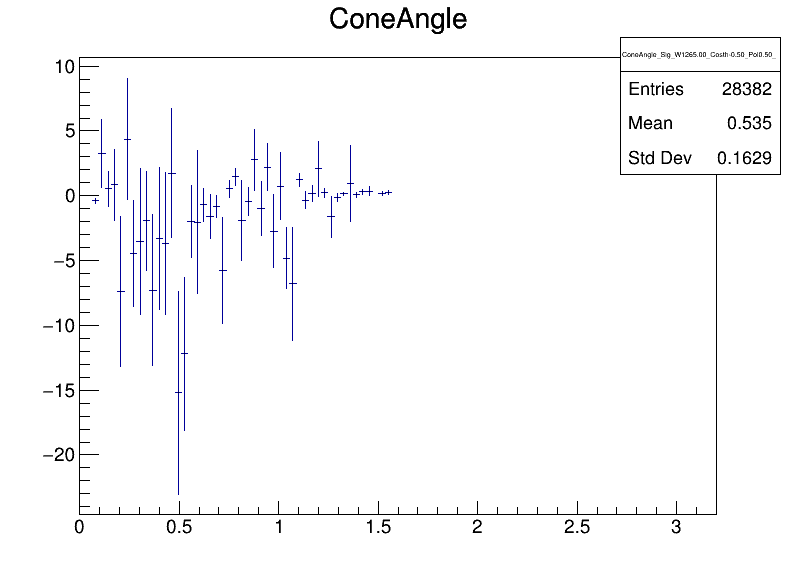 ConeAngle
ConeAngle_Sig_W1265.00_Costh-0.50_Pol0.50_
Entries 28382
Mean 0.535
Std Dev 0.1629
10
5
0
−5
−10
−15
−20
0 0.5 1 1.5 2 2.5 3